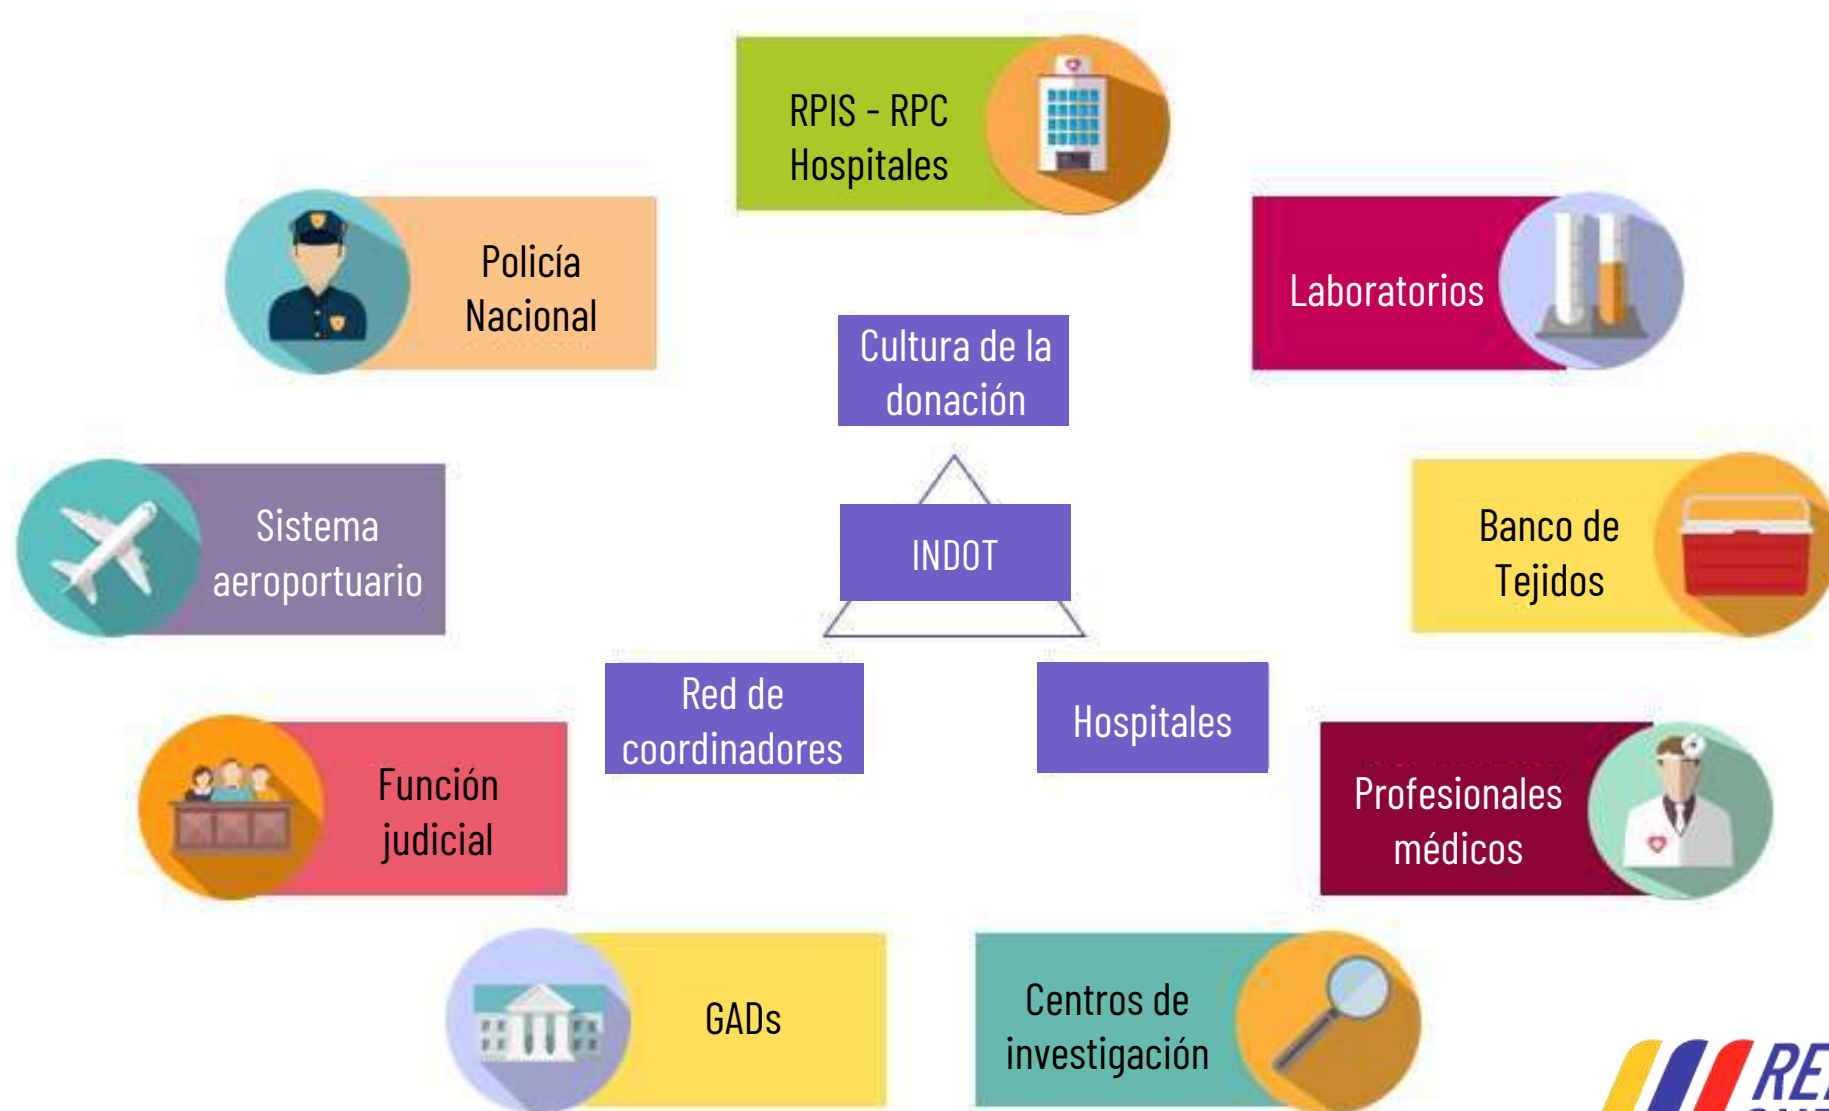 RPIS - RPC
Hospitales
Policía
Nacional
Laboratorios
Cultura de la
donación
Sistema
aeroportuario
INDOT
Banco de
Tejidos
Red de
coordinadores
Hospitales
Función
judicial
Profesionales
médicos
GADs
Centros de
investigación